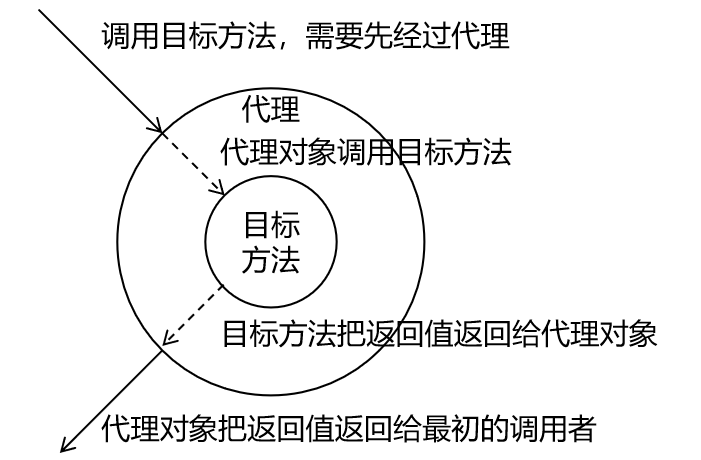 调用目标方法，需要先经过代理
代理
代理对象调用目标方法
目标
方法
目标方法把返回值返回给代理对象
代理对象把返回值返回给最初的调用者